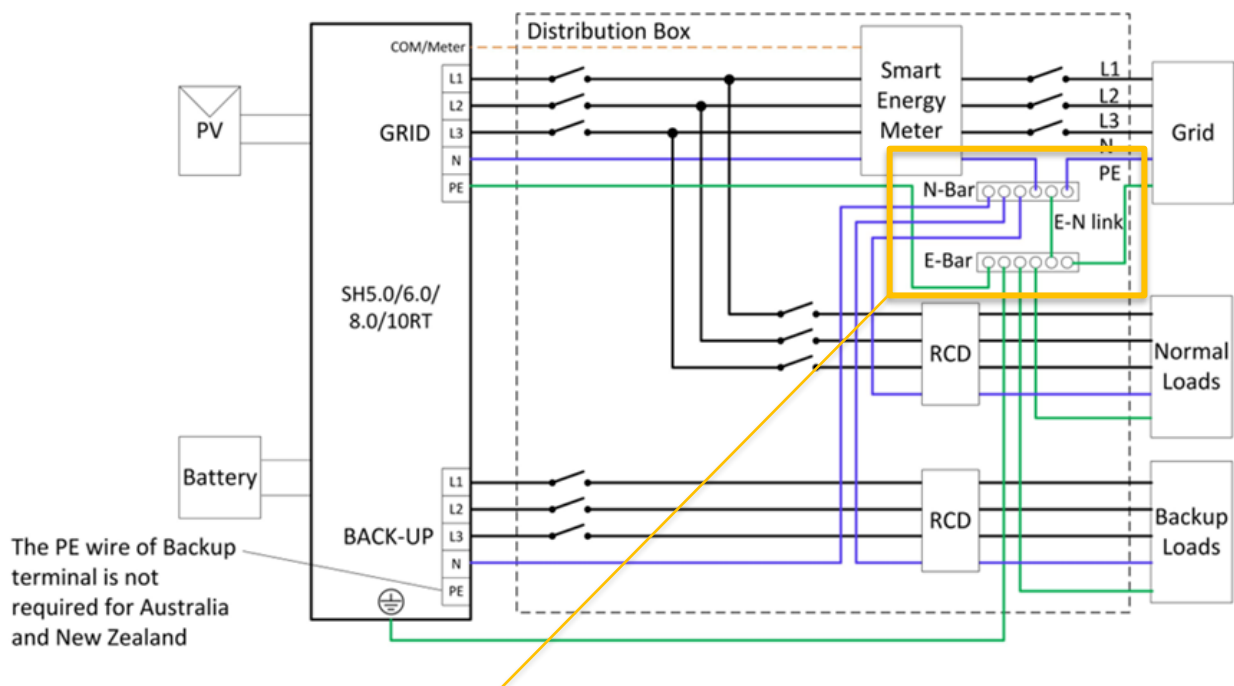 Distribution Box
COM/Meter
L1
L2
L3
N
PE
GRID
PV
Smart
Energy
Meter
L1
L2
L3
N
PE
Grid
N-Bar
E-N link
E-Bar
SH5.0/6.0/
8.0/10RT
RCD
Normal
Loads
Battery
L1
L2
L3
N
PE
BACK-UP
RCD
Backup
Loads
The PE wire of Backup
terminal is not
required for Australia
and New Zealand